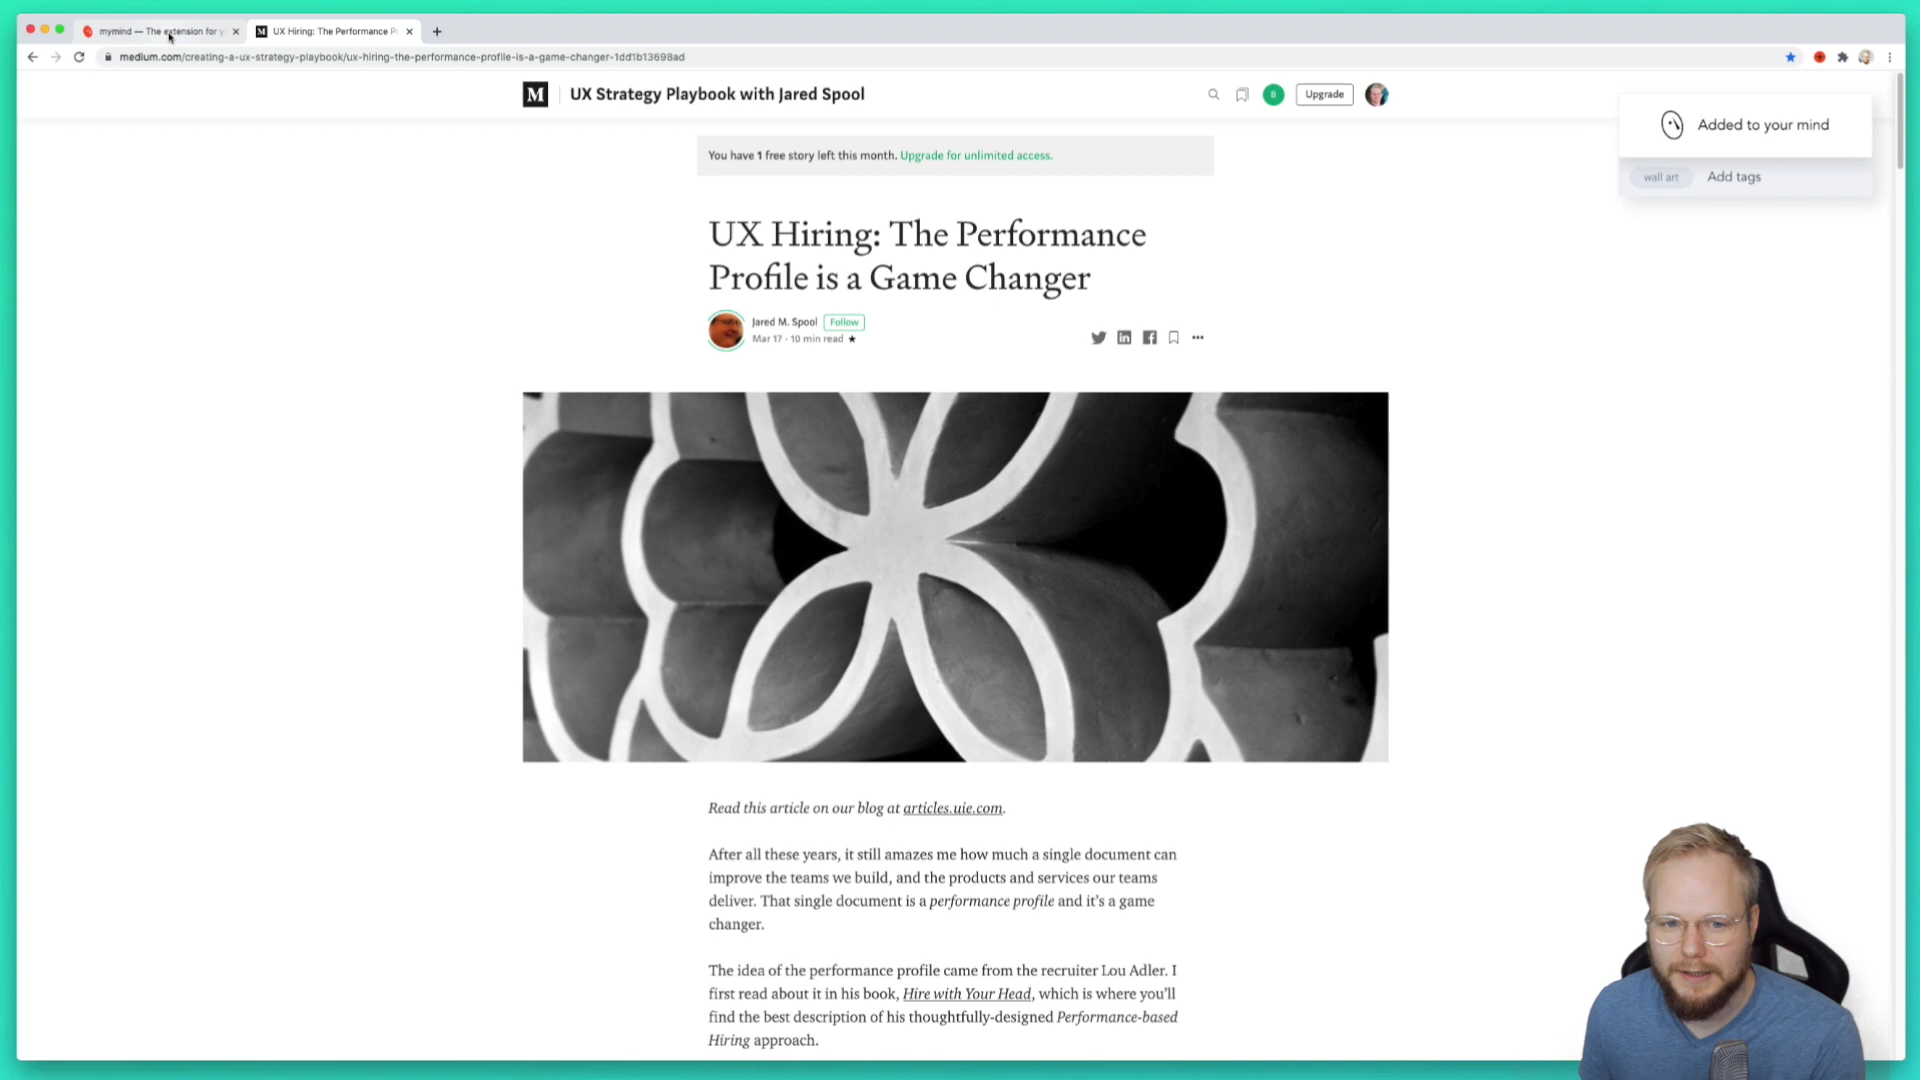 mymind — The extension for y
UX Hiring: The Performance P
medium.com/creating-a-ux-strategy-playbook/ux-hiring-the-performance-profile-is-a-game-changer-1dd1b13698ad
M
UX Strategy Playbook with Jared Spool
8
Upgrade
Added to your mind
wall art
Add tags
You have 1 free story left this month. Upgrade for unlimited access.
UX Hiring: The Performance
Profile is a Game Changer
Jared M. Spool
Follow
Mar 17 · 10 min read ★
Read this article on our blog at articles.uie.com.
After all these years, it still amazes me how much a single document can
improve the teams we build, and the products and services our teams
deliver. That single document is a performance profile and it’s a game
changer.
The idea of the performance profile came from the recruiter Lou Adler. I
first read about it in his book, Hire with Your Head, which is where you’ll
find the best description of his thoughtfully-designed Performance-based
Hiring approach.